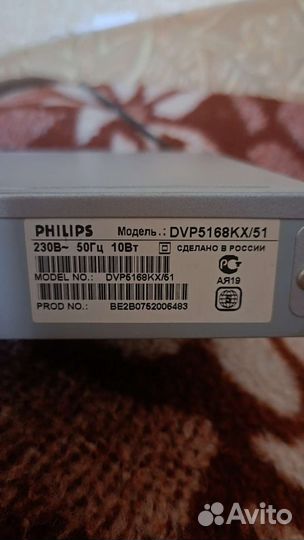 PHILIPS Модель.: DVP5168KX/51
230В~ 50Гц 10Вт СДЕЛАНО В РОССИИ
MODEL NO.: DVP5168KX/51
АЯ19
PROD NO.: BE2B0752006483
Avito